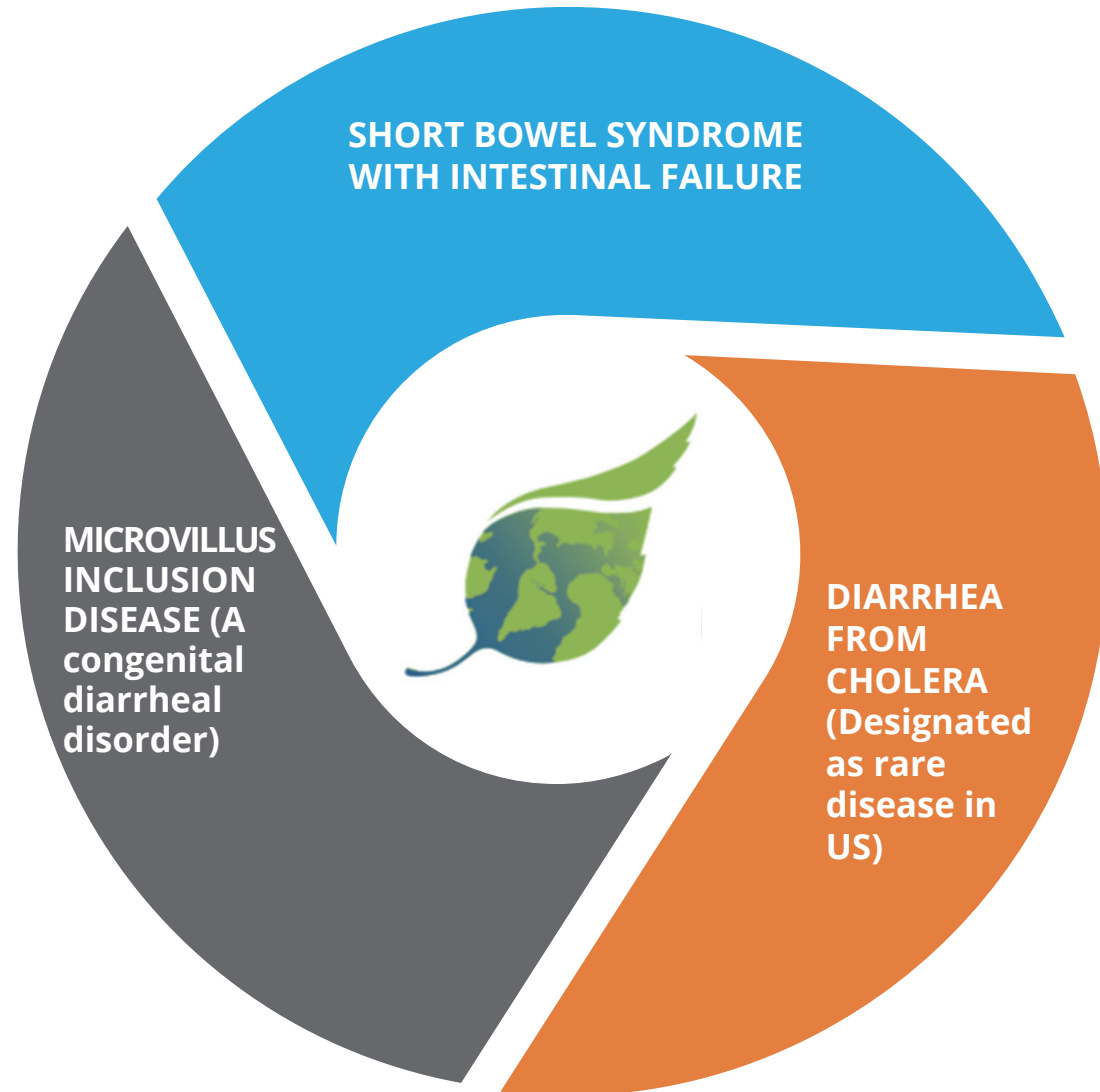 SHORT BOWEL SYNDROME
WITH INTESTINAL FAILURE
MICROVILLUS
INCLUSION
DISEASE (A
congenital
diarrheal
disorder)
DIARRHEA
FROM
CHOLERA
(Designated
as rare
disease in
US)